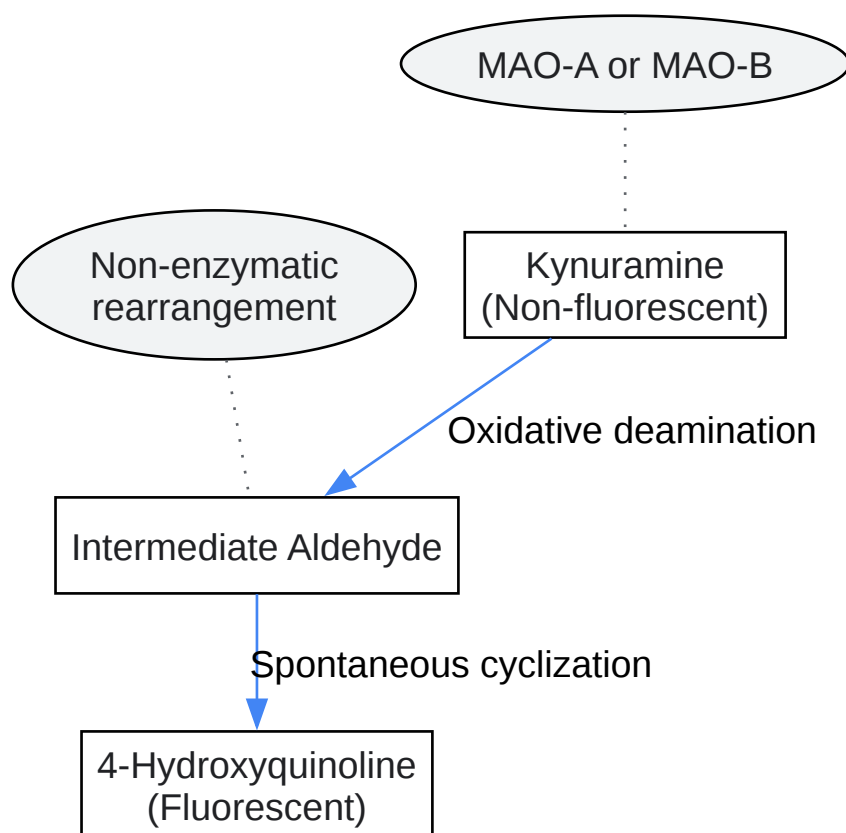 MAO-A or MAO-B
Non-enzymatic
rearrangement
Kynuramine
(Non-fluorescent)
Oxidative deamination
Intermediate Aldehyde
Spontaneous cyclization
4-Hydroxyquinoline
(Fluorescent)